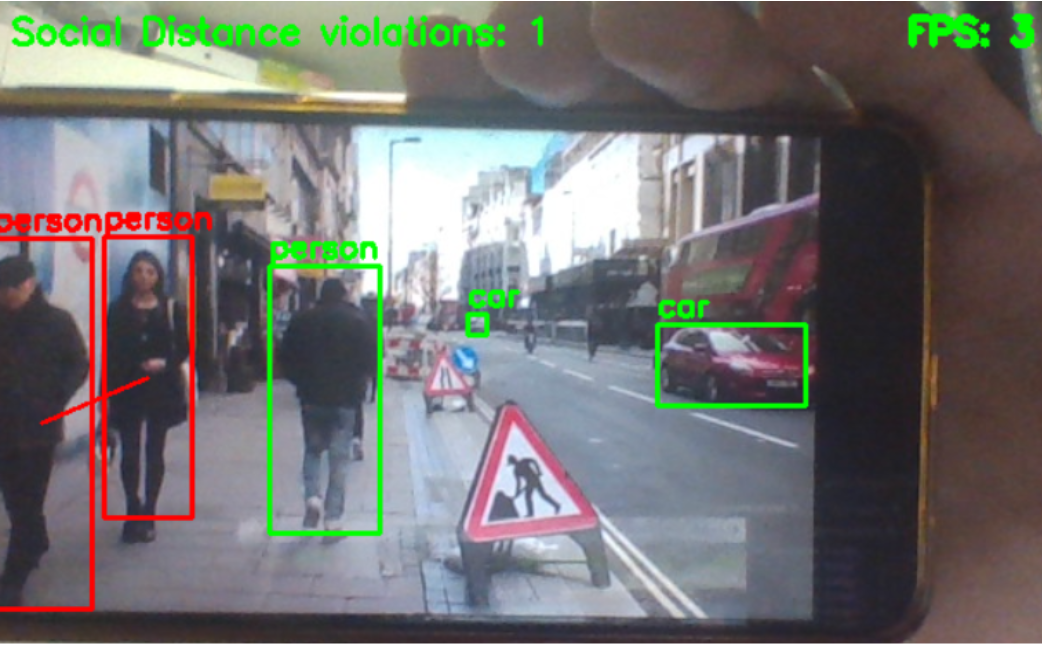 Social Distance violations: 1
FPS: 3
person
person
person
car
car